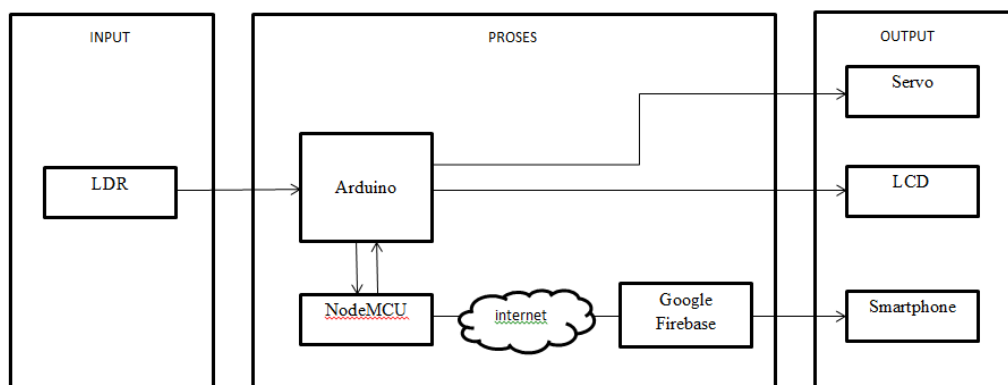 INPUT
PROSES
OUTPUT
LDR
Arduino
NodeMCU
internet
Google
Firebase
Servo
LCD
Smartphone